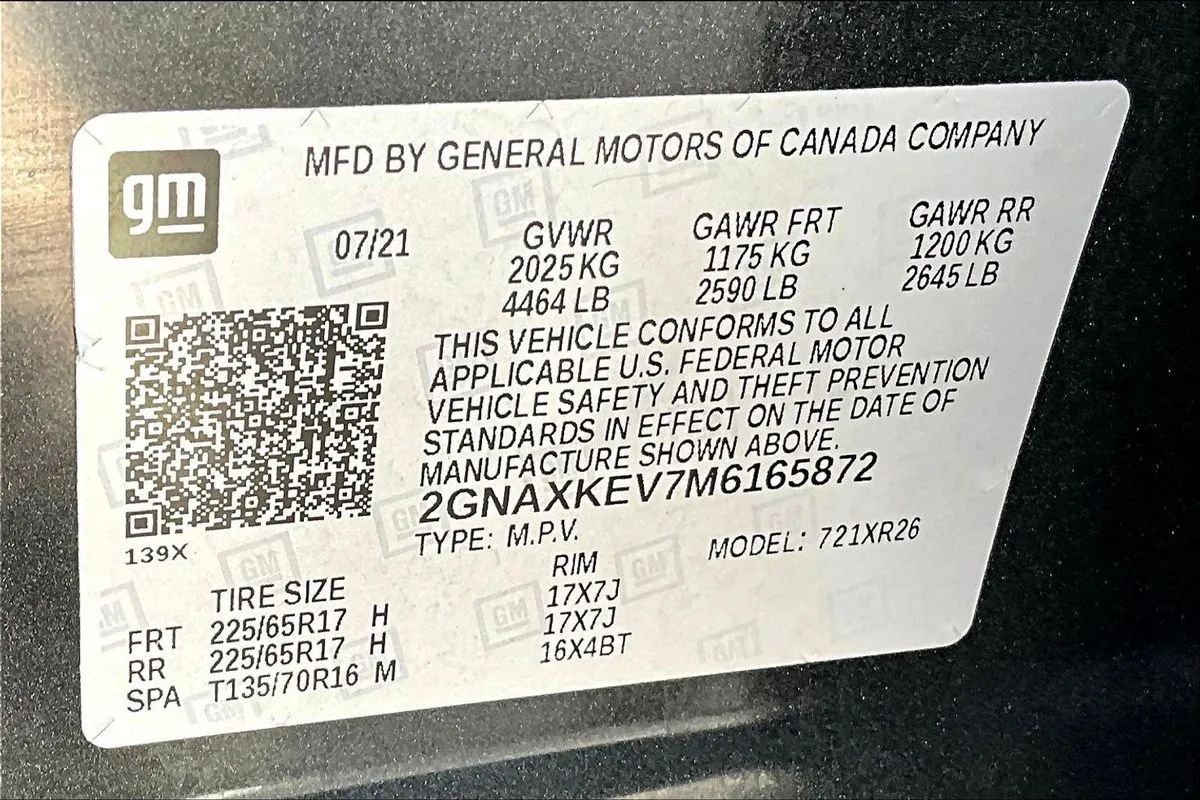 gm
MFD BY GENERAL MOTORS OF CANADA COMPANY
07/21 GVWR GAWR FRT GAWR RR
2025 KG 1175 KG 1200 KG
4464 LB 2590 LB 2645 LB
THIS VEHICLE CONFORMS TO ALL
APPLICABLE U.S. FEDERAL MOTOR
VEHICLE SAFETY AND THEFT PREVENTION
STANDARDS IN EFFECT ON THE DATE OF
MANUFACTURE SHOWN ABOVE.
2GNAXKEV7M6165872
139X
TYPE: M.P.V. MODEL: 721XR26
TIRE SIZE RIM
FRT 225/65R17 H 17X7J
RR 225/65R17 H 17X7J
SPA T135/70R16 M 16X4BT